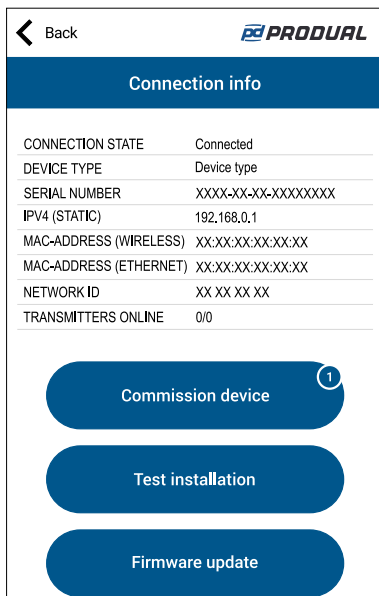 Back
pd PRODUAL
Connection info
CONNECTION STATE Connected
DEVICE TYPE Device type
SERIAL NUMBER XXXX-XX-XX-XXXXXXXX
IPV4 (STATIC) 192.168.0.1
MAC-ADDRESS (WIRELESS) XX:XX:XX:XX:XX:XX
MAC-ADDRESS (ETHERNET) XX:XX:XX:XX:XX:XX
NETWORK ID XX XX XX XX
TRANSMITTERS ONLINE 0/0
1
Commission device
Test installation
Firmware update